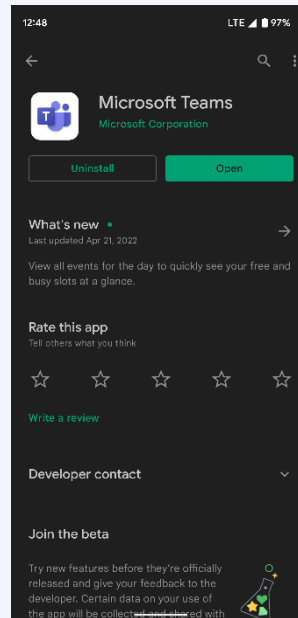 12:48 LTE 97%
Microsoft Teams
Microsoft Corporation
Uninstall Open
What's new
Last updated Apr 21, 2022
View all events for the day to quickly see your free and
busy slots at a glance.
Rate this app
Tell others what you think
Write a review
Developer contact
Join the beta
Try new features before they're officially
released and give your feedback to the
developer. Certain data on your use of
the app will be collected and shared with